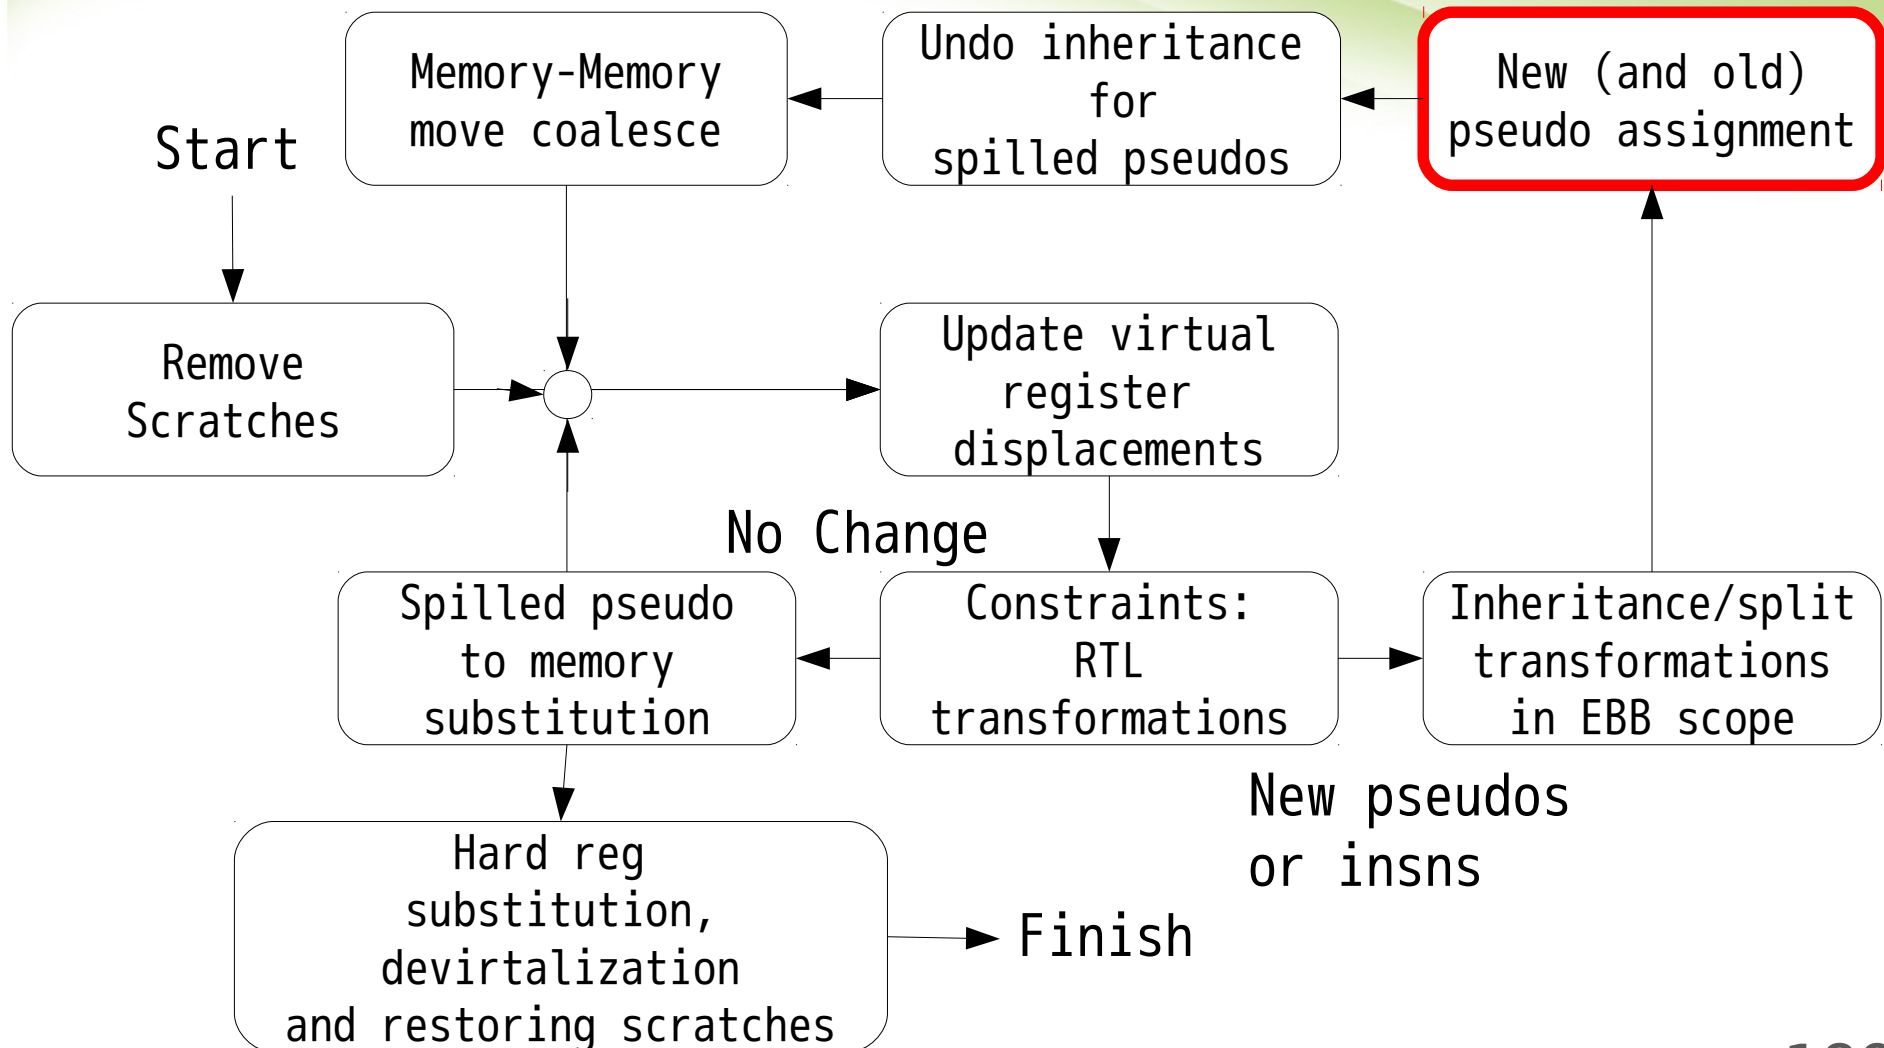 Memory-Memory
move coalesce
Undo inheritance
for
spilled pseudos
New (and old)
pseudo assignment
Start
Remove
Scratches
Update virtual
register
displacements
No Change
Spilled pseudo
to memory
substitution
Constraints:
RTL
transformations
Inheritance/split
transformations
in EBB scope
New pseudos
or insns
Hard reg
substitution,
devirtalization
and restoring scratches
Finish